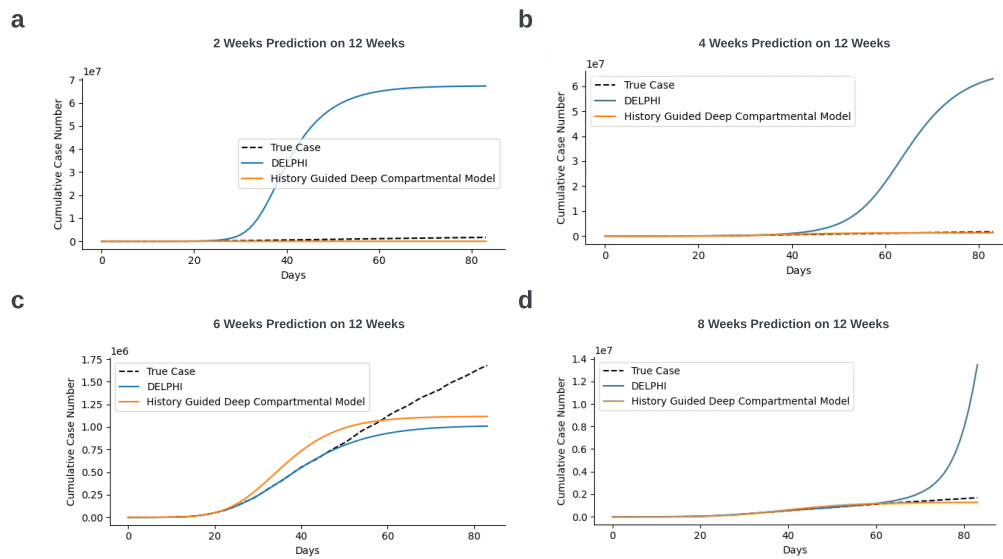 a
2 Weeks Prediction on 12 Weeks
1e7
7
6
5
4
3
2
1
0
Cumulative Case Number
True Case
DELPHI
History Guided Deep Compartmental Model
0 20 40 60 80
Days
b
4 Weeks Prediction on 12 Weeks
1e7
6
5
4
3
2
1
0
Cumulative Case Number
True Case
DELPHI
History Guided Deep Compartmental Model
0 20 40 60 80
Days
c
6 Weeks Prediction on 12 Weeks
1e6
1.75
1.50
1.25
1.00
0.75
0.50
0.25
0.00
Cumulative Case Number
True Case
DELPHI
History Guided Deep Compartmental Model
0 20 40 60 80
Days
d
8 Weeks Prediction on 12 Weeks
1e7
1.4
1.2
1.0
0.8
0.6
0.4
0.2
0.0
Cumulative Case Number
True Case
DELPHI
History Guided Deep Compartmental Model
0 20 40 60 80
Days